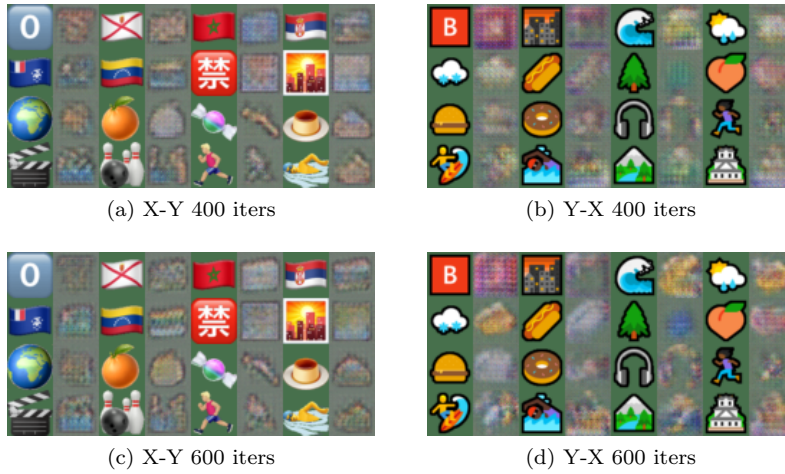 0
禁
B
(a) X-Y 400 iters
(b) Y-X 400 iters
0
禁
B
(c) X-Y 600 iters
(d) Y-X 600 iters